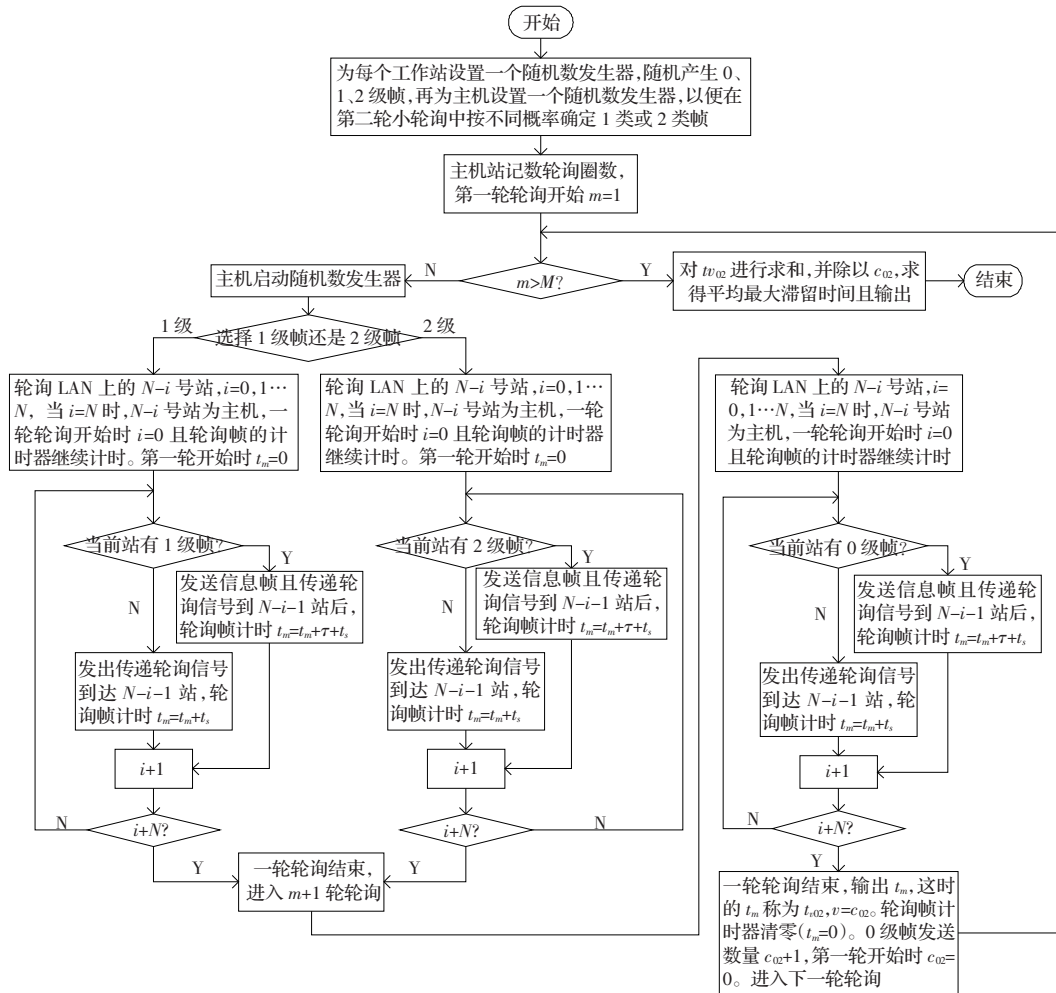 开始
为每个工作站设置一个随机数发生器,随机产生 0、
1、2 级帧,再为主机设置一个随机数发生器,以便在
第二轮小轮询中按不同概率确定 1 类或 2 类帧
主机站记数轮询圈数,
第一轮轮询开始 m=1
主机启动随机数发生器
N
m>M?
Y
对 tv₀₂ 进行求和,并除以 c₀₂,求
得平均最大滞留时间且输出
结束
1 级
选择 1 级帧还是 2 级帧
2 级
轮询 LAN 上的 N-i 号站,i=0,1…
N, 当 i=N 时,N-i 号站为主机,一
轮轮询开始时 i=0 且轮询帧的计
时器继续计时。第一轮开始时 tₘ=0
当前站有 1 级帧?
Y
N
发送信息帧且传递轮
询信号到 N-i-1 站后,
轮询帧计时 tₘ=tₘ+τ+tₛ
发出传递轮询信号
到达 N-i-1 站,轮
询帧计时 tₘ=tₘ+tₛ
i+1
N
i+N?
Y
轮询 LAN 上的 N-i 号站,i=0,1…
N,当 i=N 时,N-i 号站为主机,一轮
轮询开始时 i=0 且轮询帧的计时器
继续计时。第一轮开始时 tₘ=0
当前站有 2 级帧?
Y
N
发送信息帧且传递轮
询信号到 N-i-1 站后,
轮询帧计时 tₘ=tₘ+τ+tₛ
发出传递轮询信号
到达 N-i-1 站,轮
询帧计时 tₘ=tₘ+tₛ
i+1
i+N?
N
Y
一轮轮询结束,
进入 m+1 轮轮询
轮询 LAN 上的 N-i 号站,i=
0,1…N,当 i=N 时,N-i 号站
为主机,一轮轮询开始时 i=0
且轮询帧的计时器继续计时
当前站有 0 级帧?
Y
N
发送信息帧且传递轮
询信号到 N-i-1 站后,
轮询帧计时 tₘ=tₘ+τ+tₛ
发出传递轮询信号
到达 N-i-1 站,轮
询帧计时 tₘ=tₘ+tₛ
i+1
N
i+N?
Y
一轮轮询结束,输出 tₘ,这时
的 tₘ 称为 tᵥ₀₂,v=c₀₂。轮询帧计
时器清零(tₘ=0)。0 级帧发送
数量 c₀₂+1,第一轮开始时 c₀₂=
0。进入下一轮轮询